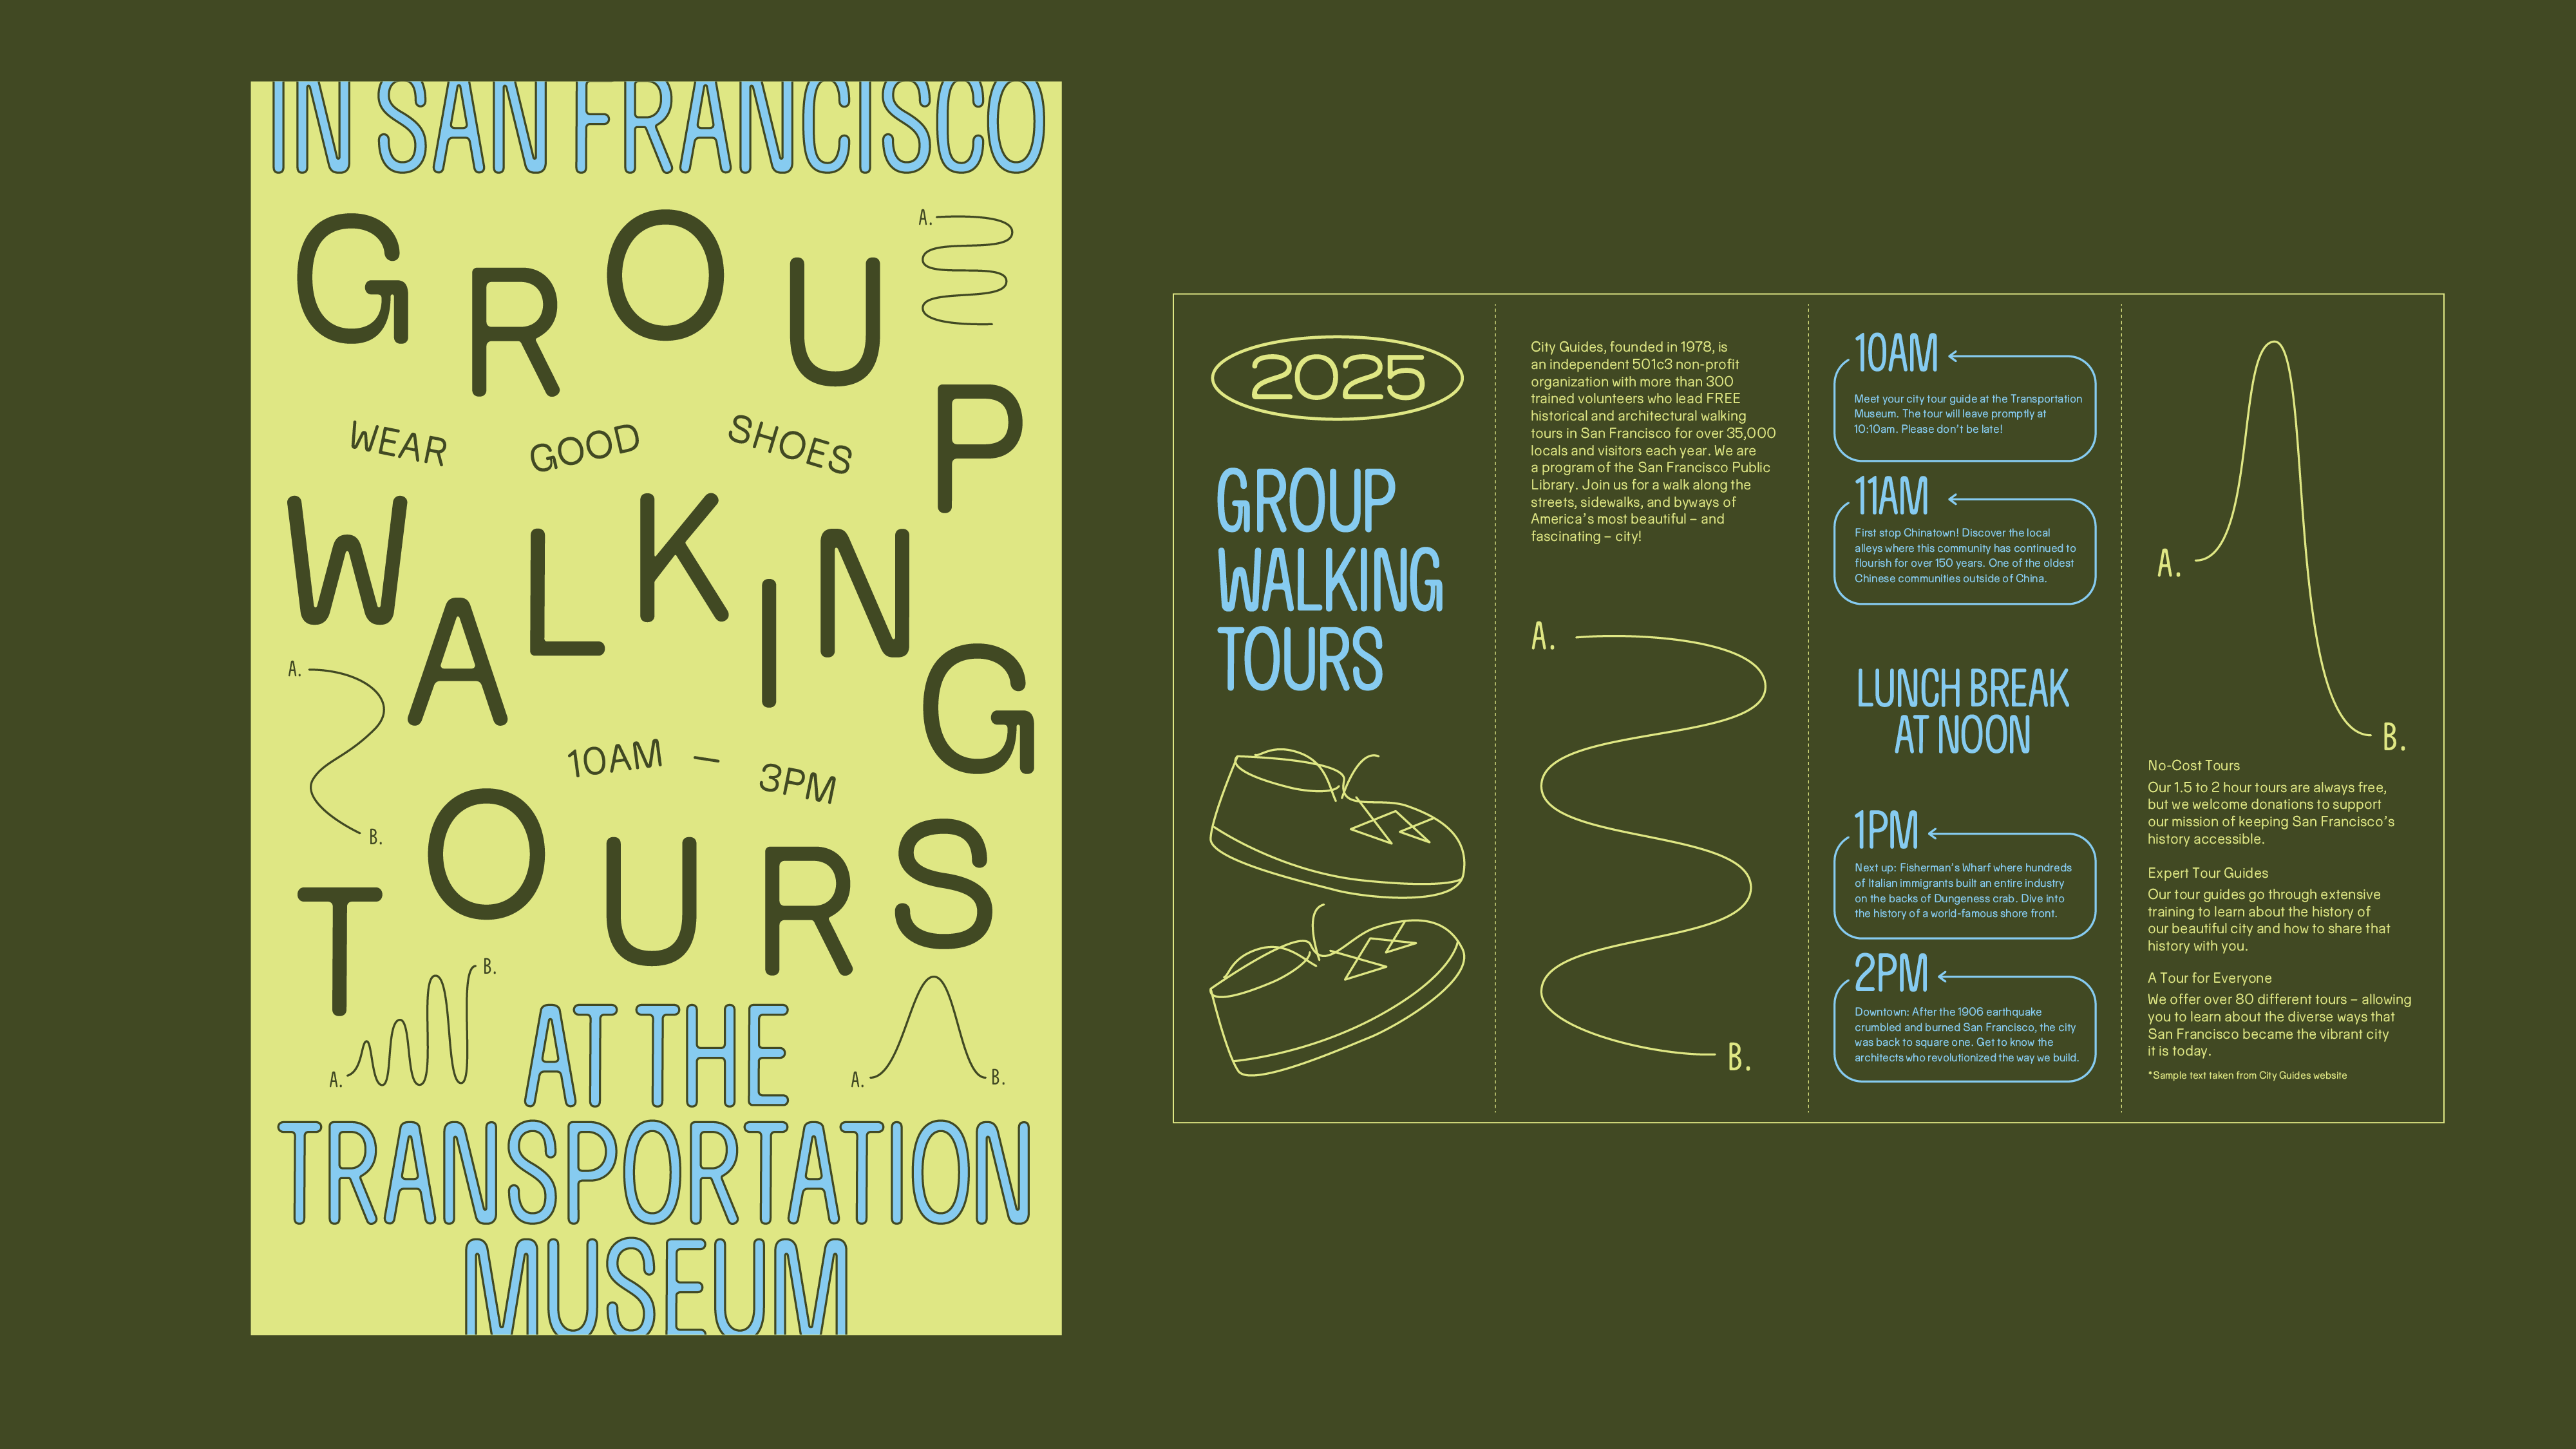 IN SAN FRANCISCO
GROUP
A.
WEAR GOOD SHOES
WALKING
A.
B.
10AM – 3PM
TOURS
A.
B.
A.
B.
AT THE
TRANSPORTATION
MUSEUM
2025
GROUP
WALKING
TOURS
City Guides, founded in 1978, is
an independent 501c3 non-profit
organization with more than 300
trained volunteers who lead FREE
historical and architectural walking
tours in San Francisco for over 35,000
locals and visitors each year. We are
a program of the San Francisco Public
Library. Join us for a walk along the
streets, sidewalks, and byways of
America's most beautiful – and
fascinating – city!
A.
B.
10AM
Meet your city tour guide at the Transportation
Museum. The tour will leave promptly at
10:10am. Please don't be late!
11AM
First stop Chinatown! Discover the local
alleys where this community has continued to
flourish for over 150 years. One of the oldest
Chinese communities outside of China.
LUNCH BREAK
AT NOON
1PM
Next up: Fisherman's Wharf where hundreds
of Italian immigrants built an entire industry
on the backs of Dungeness crab. Dive into
the history of a world-famous shore front.
2PM
Downtown: After the 1906 earthquake
crumbled and burned San Francisco, the city
was back to square one. Get to know the
architects who revolutionized the way we build.
A.
B.
No-Cost Tours
Our 1.5 to 2 hour tours are always free,
but we welcome donations to support
our mission of keeping San Francisco's
history accessible.
Expert Tour Guides
Our tour guides go through extensive
training to learn about the history of
our beautiful city and how to share that
history with you.
A Tour for Everyone
We offer over 80 different tours – allowing
you to learn about the diverse ways that
San Francisco became the vibrant city
it is today.
*Sample text taken from City Guides website